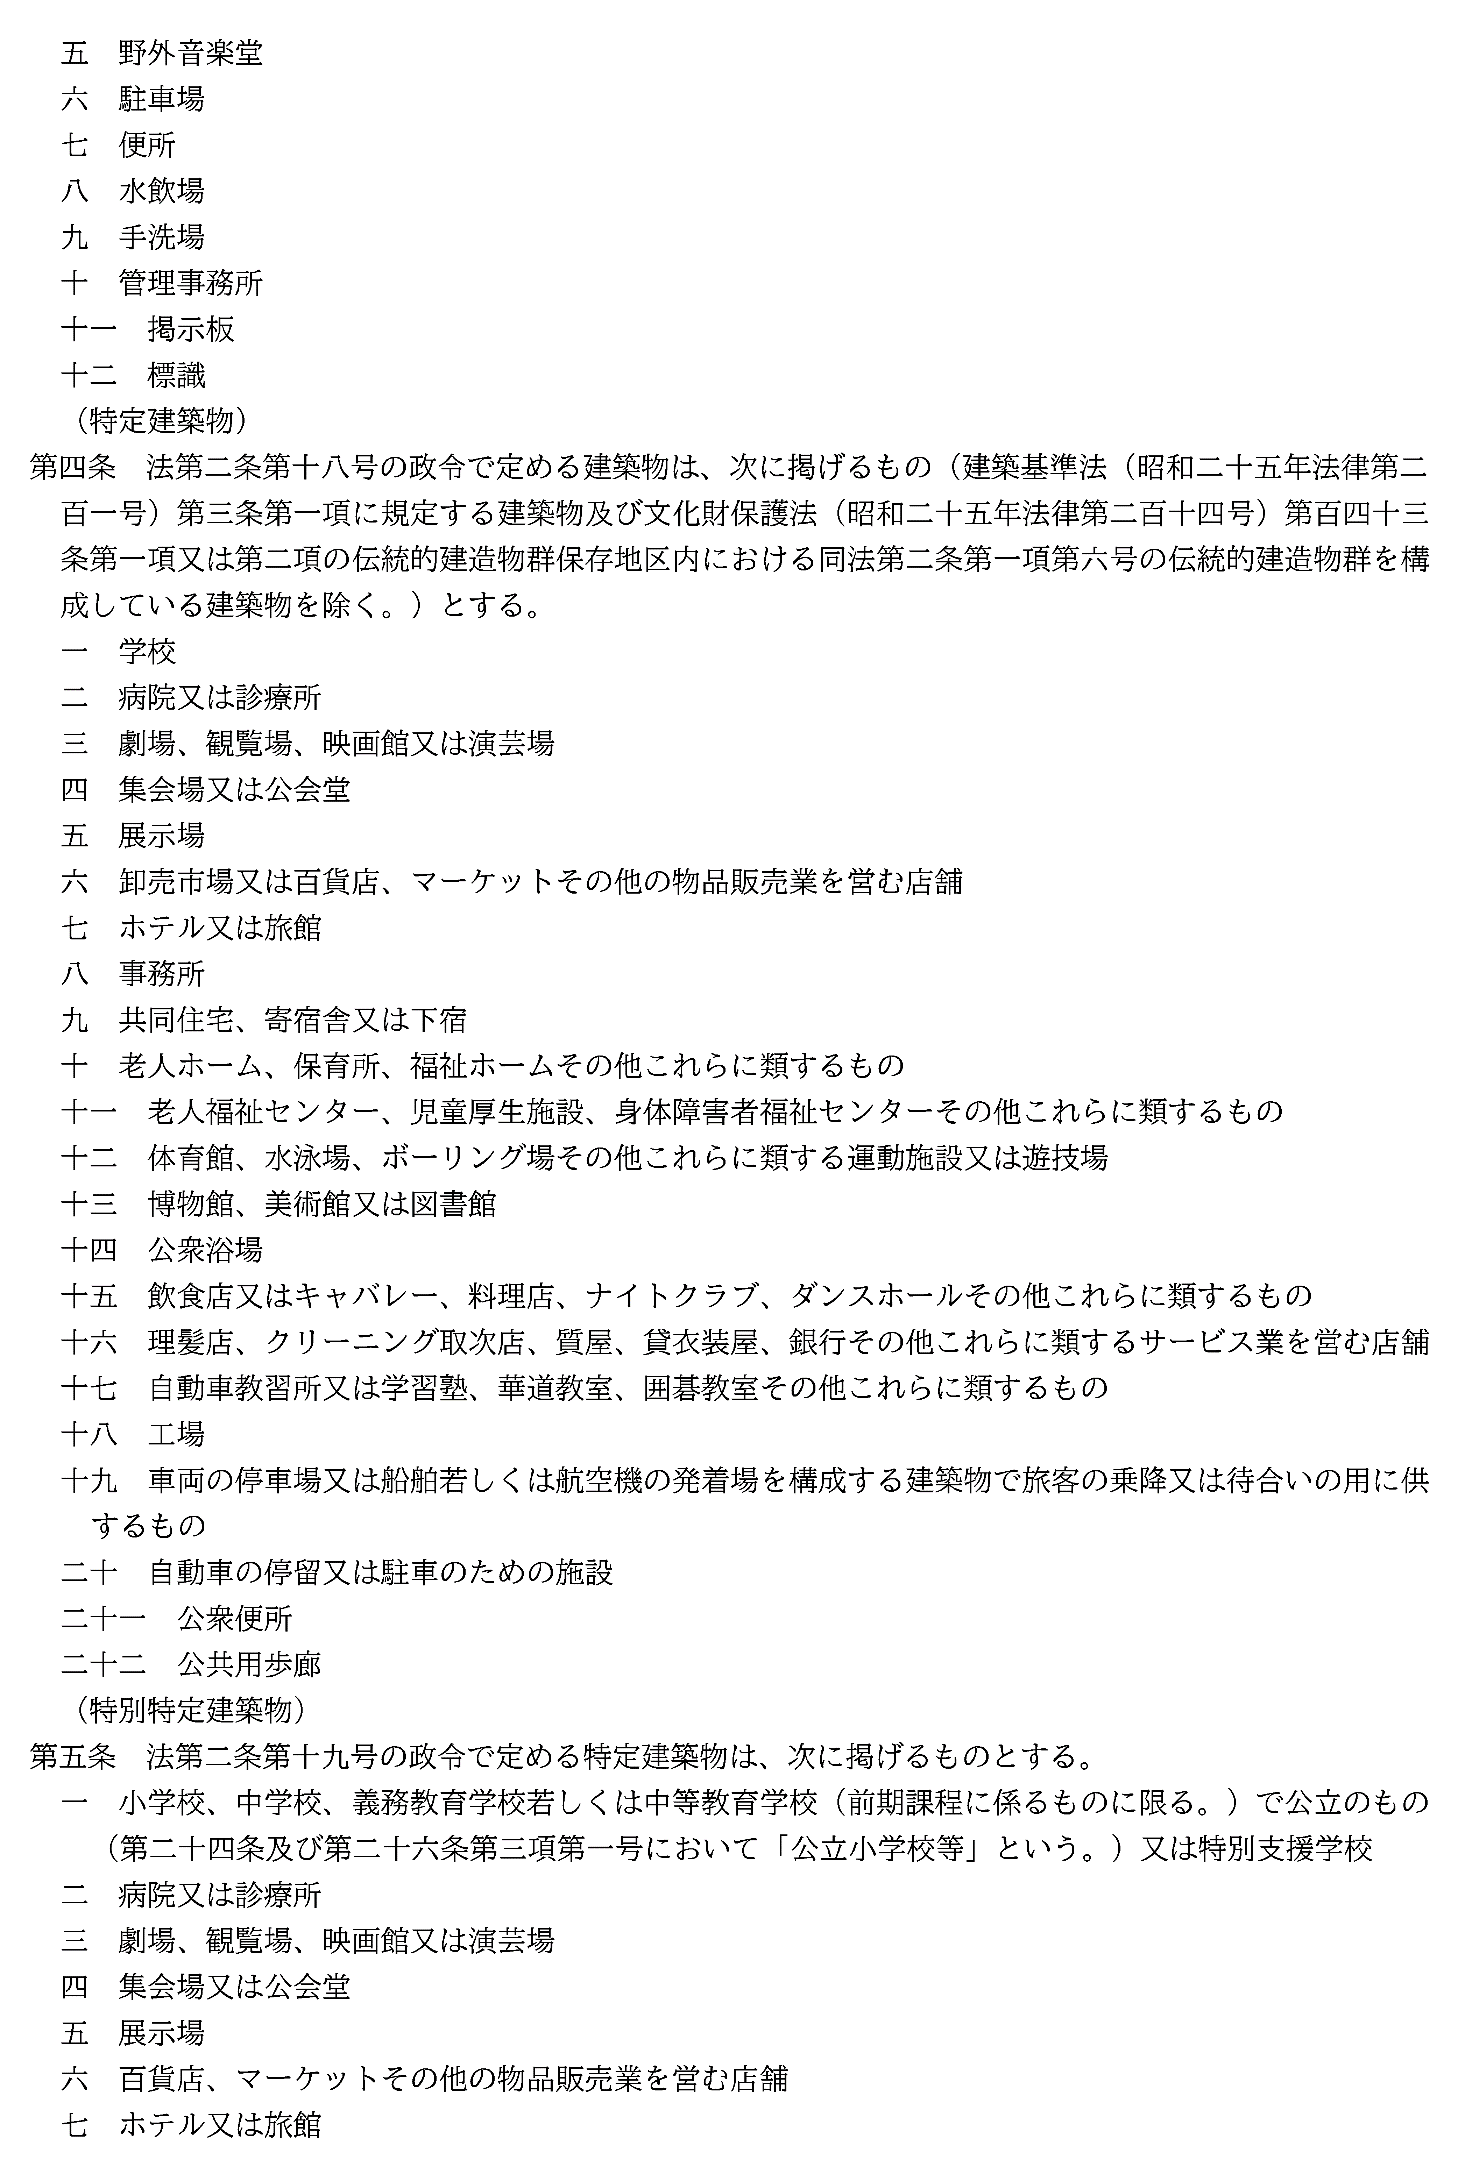 五　野外音楽堂
六　駐車場
七　便所
八　水飲場
九　手洗場
十　管理事務所
十一　掲示板
十二　標識
（特定建築物）
第四条　法第二条第十八号の政令で定める建築物は、次に掲げるもの（建築基準法（昭和二十五年法律第二
百一号）第三条第一項に規定する建築物及び文化財保護法（昭和二十五年法律第二百十四号）第百四十三
条第一項又は第二項の伝統的建造物群保存地区内における同法第二条第一項第六号の伝統的建造物群を構
成している建築物を除く。）とする。
一　学校
二　病院又は診療所
三　劇場、観覧場、映画館又は演芸場
四　集会場又は公会堂
五　展示場
六　卸売市場又は百貨店、マーケットその他の物品販売業を営む店舗
七　ホテル又は旅館
八　事務所
九　共同住宅、寄宿舎又は下宿
十　老人ホーム、保育所、福祉ホームその他これらに類するもの
十一　老人福祉センター、児童厚生施設、身体障害者福祉センターその他これらに類するもの
十二　体育館、水泳場、ボーリング場その他これらに類する運動施設又は遊技場
十三　博物館、美術館又は図書館
十四　公衆浴場
十五　飲食店又はキャバレー、料理店、ナイトクラブ、ダンスホールその他これらに類するもの
十六　理髪店、クリーニング取次店、質屋、貸衣装屋、銀行その他これらに類するサービス業を営む店舗
十七　自動車教習所又は学習塾、華道教室、囲碁教室その他これらに類するもの
十八　工場
十九　車両の停車場又は船舶若しくは航空機の発着場を構成する建築物で旅客の乗降又は待合いの用に供
するもの
二十　自動車の停留又は駐車のための施設
二十一　公衆便所
二十二　公共用歩廊
（特別特定建築物）
第五条　法第二条第十九号の政令で定める特定建築物は、次に掲げるものとする。
一　小学校、中学校、義務教育学校若しくは中等教育学校（前期課程に係るものに限る。）で公立のもの
（第二十四条及び第二十六条第三項第一号において「公立小学校等」という。）又は特別支援学校
二　病院又は診療所
三　劇場、観覧場、映画館又は演芸場
四　集会場又は公会堂
五　展示場
六　百貨店、マーケットその他の物品販売業を営む店舗
七　ホテル又は旅館